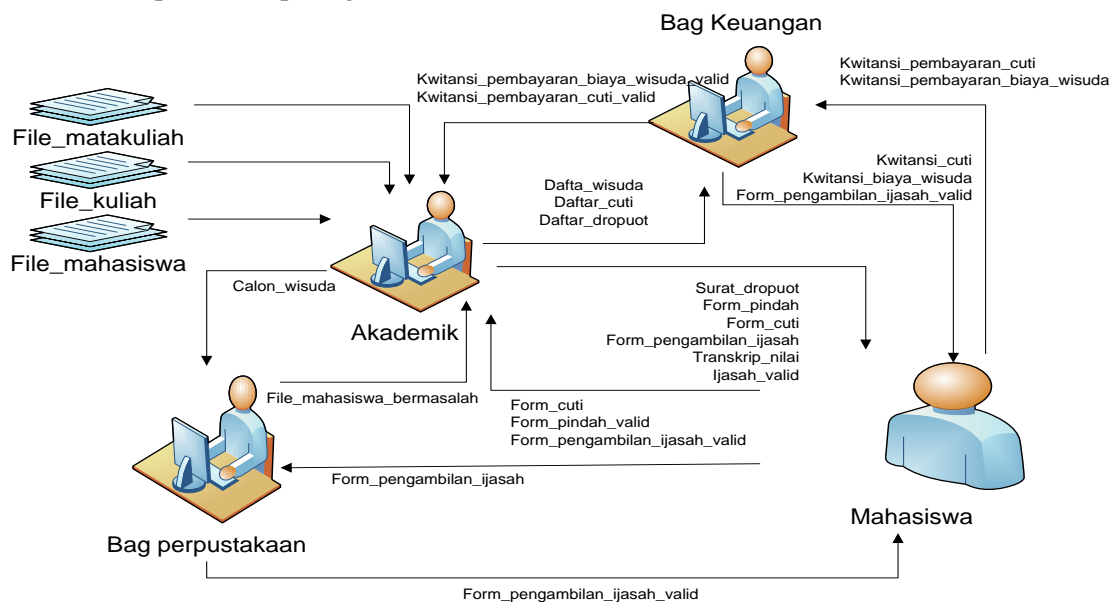 Bag Keuangan
Kwitansi_pembayaran_cuti
Kwitansi_pembayaran_biaya_wisuda
Kwitansi_pembayaran_biaya_wisuda_valid
Kwitansi_pembayaran_cuti_valid
File_matakuliah
File_kuliah
File_mahasiswa
Kwitansi_cuti
Kwitansi_biaya_wisuda
Form_pengambilan_ijasah_valid
Dafta_wisuda
Daftar_cuti
Daftar_dropuot
Calon_wisuda
Akademik
Surat_dropuot
Form_pindah
Form_cuti
Form_pengambilan_ijasah
Transkrip_nilai
Ijasah_valid
File_mahasiswa_bermasalah
Form_cuti
Form_pindah_valid
Form_pengambilan_ijasah_valid
Form_pengambilan_ijasah
Mahasiswa
Bag perpustakaan
Form_pengambilan_ijasah_valid